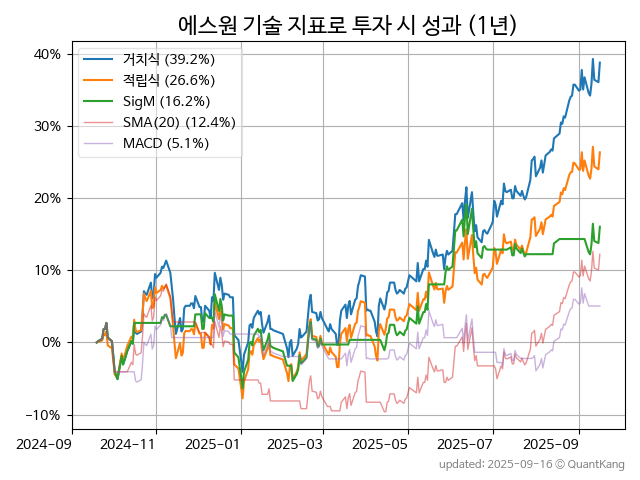 에스원 기술 지표로 투자 시 성과 (1년)
거치식 (39.2%)
적립식 (26.6%)
SigM (16.2%)
SMA(20) (12.4%)
MACD (5.1%)
40%
30%
20%
10%
0%
−10%
2024-09 2024-11 2025-01 2025-03 2025-05 2025-07 2025-09
updated: 2025-09-16 © QuantKang